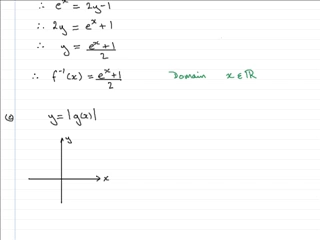 ∴ eˣ = 2y-1
∴ 2y = eˣ + 1
∴ y = (eˣ+1)/2
∴ f⁻¹(x) = (eˣ+1)/2 Domain x∈ℝ
y = |g(x)|
y
x